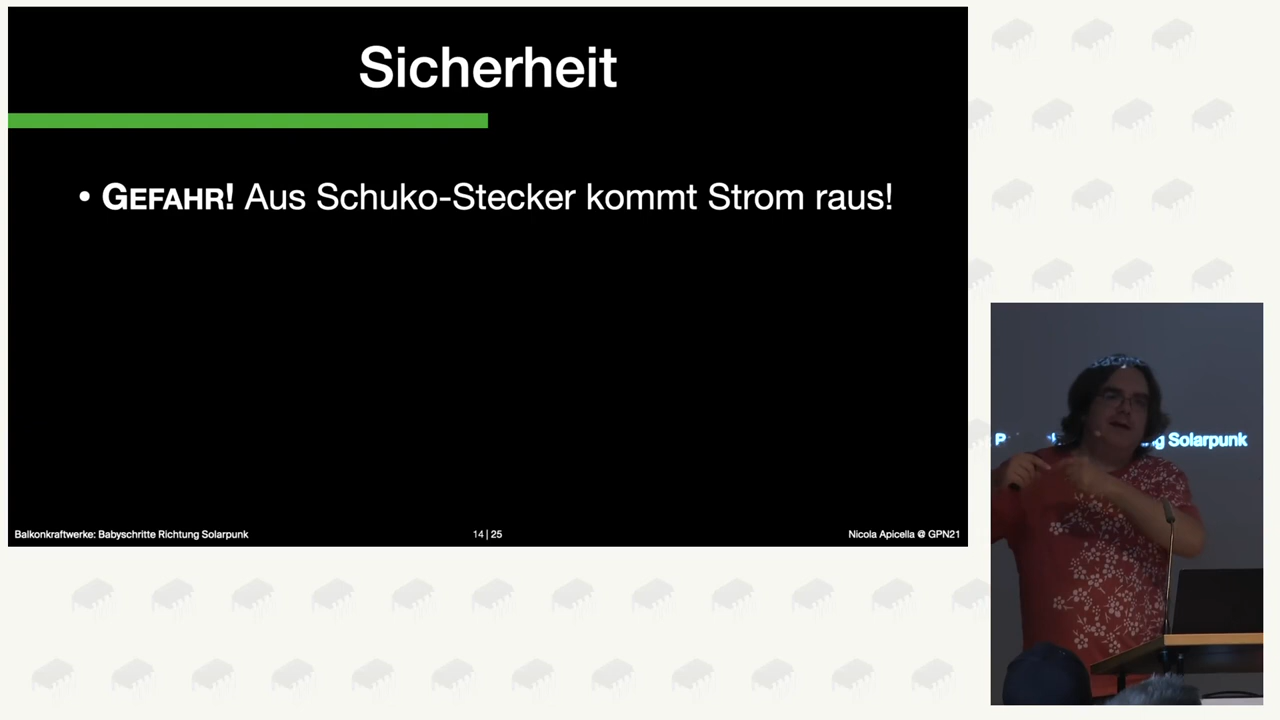 Sicherheit
• GEFAHR! Aus Schuko-Stecker kommt Strom raus!
Balkonkraftwerke: Babyschritte Richtung Solarpunk
14 | 25
Nicola Apicella @ GPN21
Solarpunk